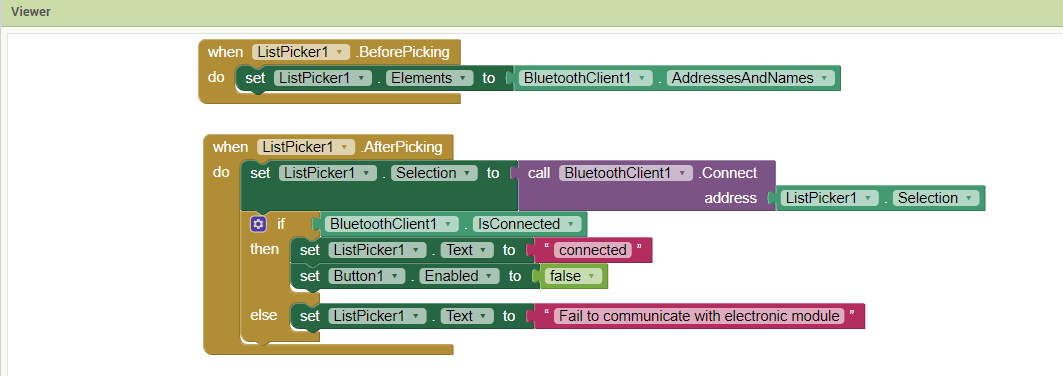 Viewer
when ListPicker1 .BeforePicking
do set ListPicker1 . Elements to BluetoothClient1 . AddressesAndNames
when ListPicker1 .AfterPicking
do set ListPicker1 . Selection to call BluetoothClient1 .Connect
address ListPicker1 . Selection
if BluetoothClient1 . IsConnected
then set ListPicker1 . Text to “ connected ”
set Button1 . Enabled to false
else set ListPicker1 . Text to “ Fail to communicate with electronic module ”